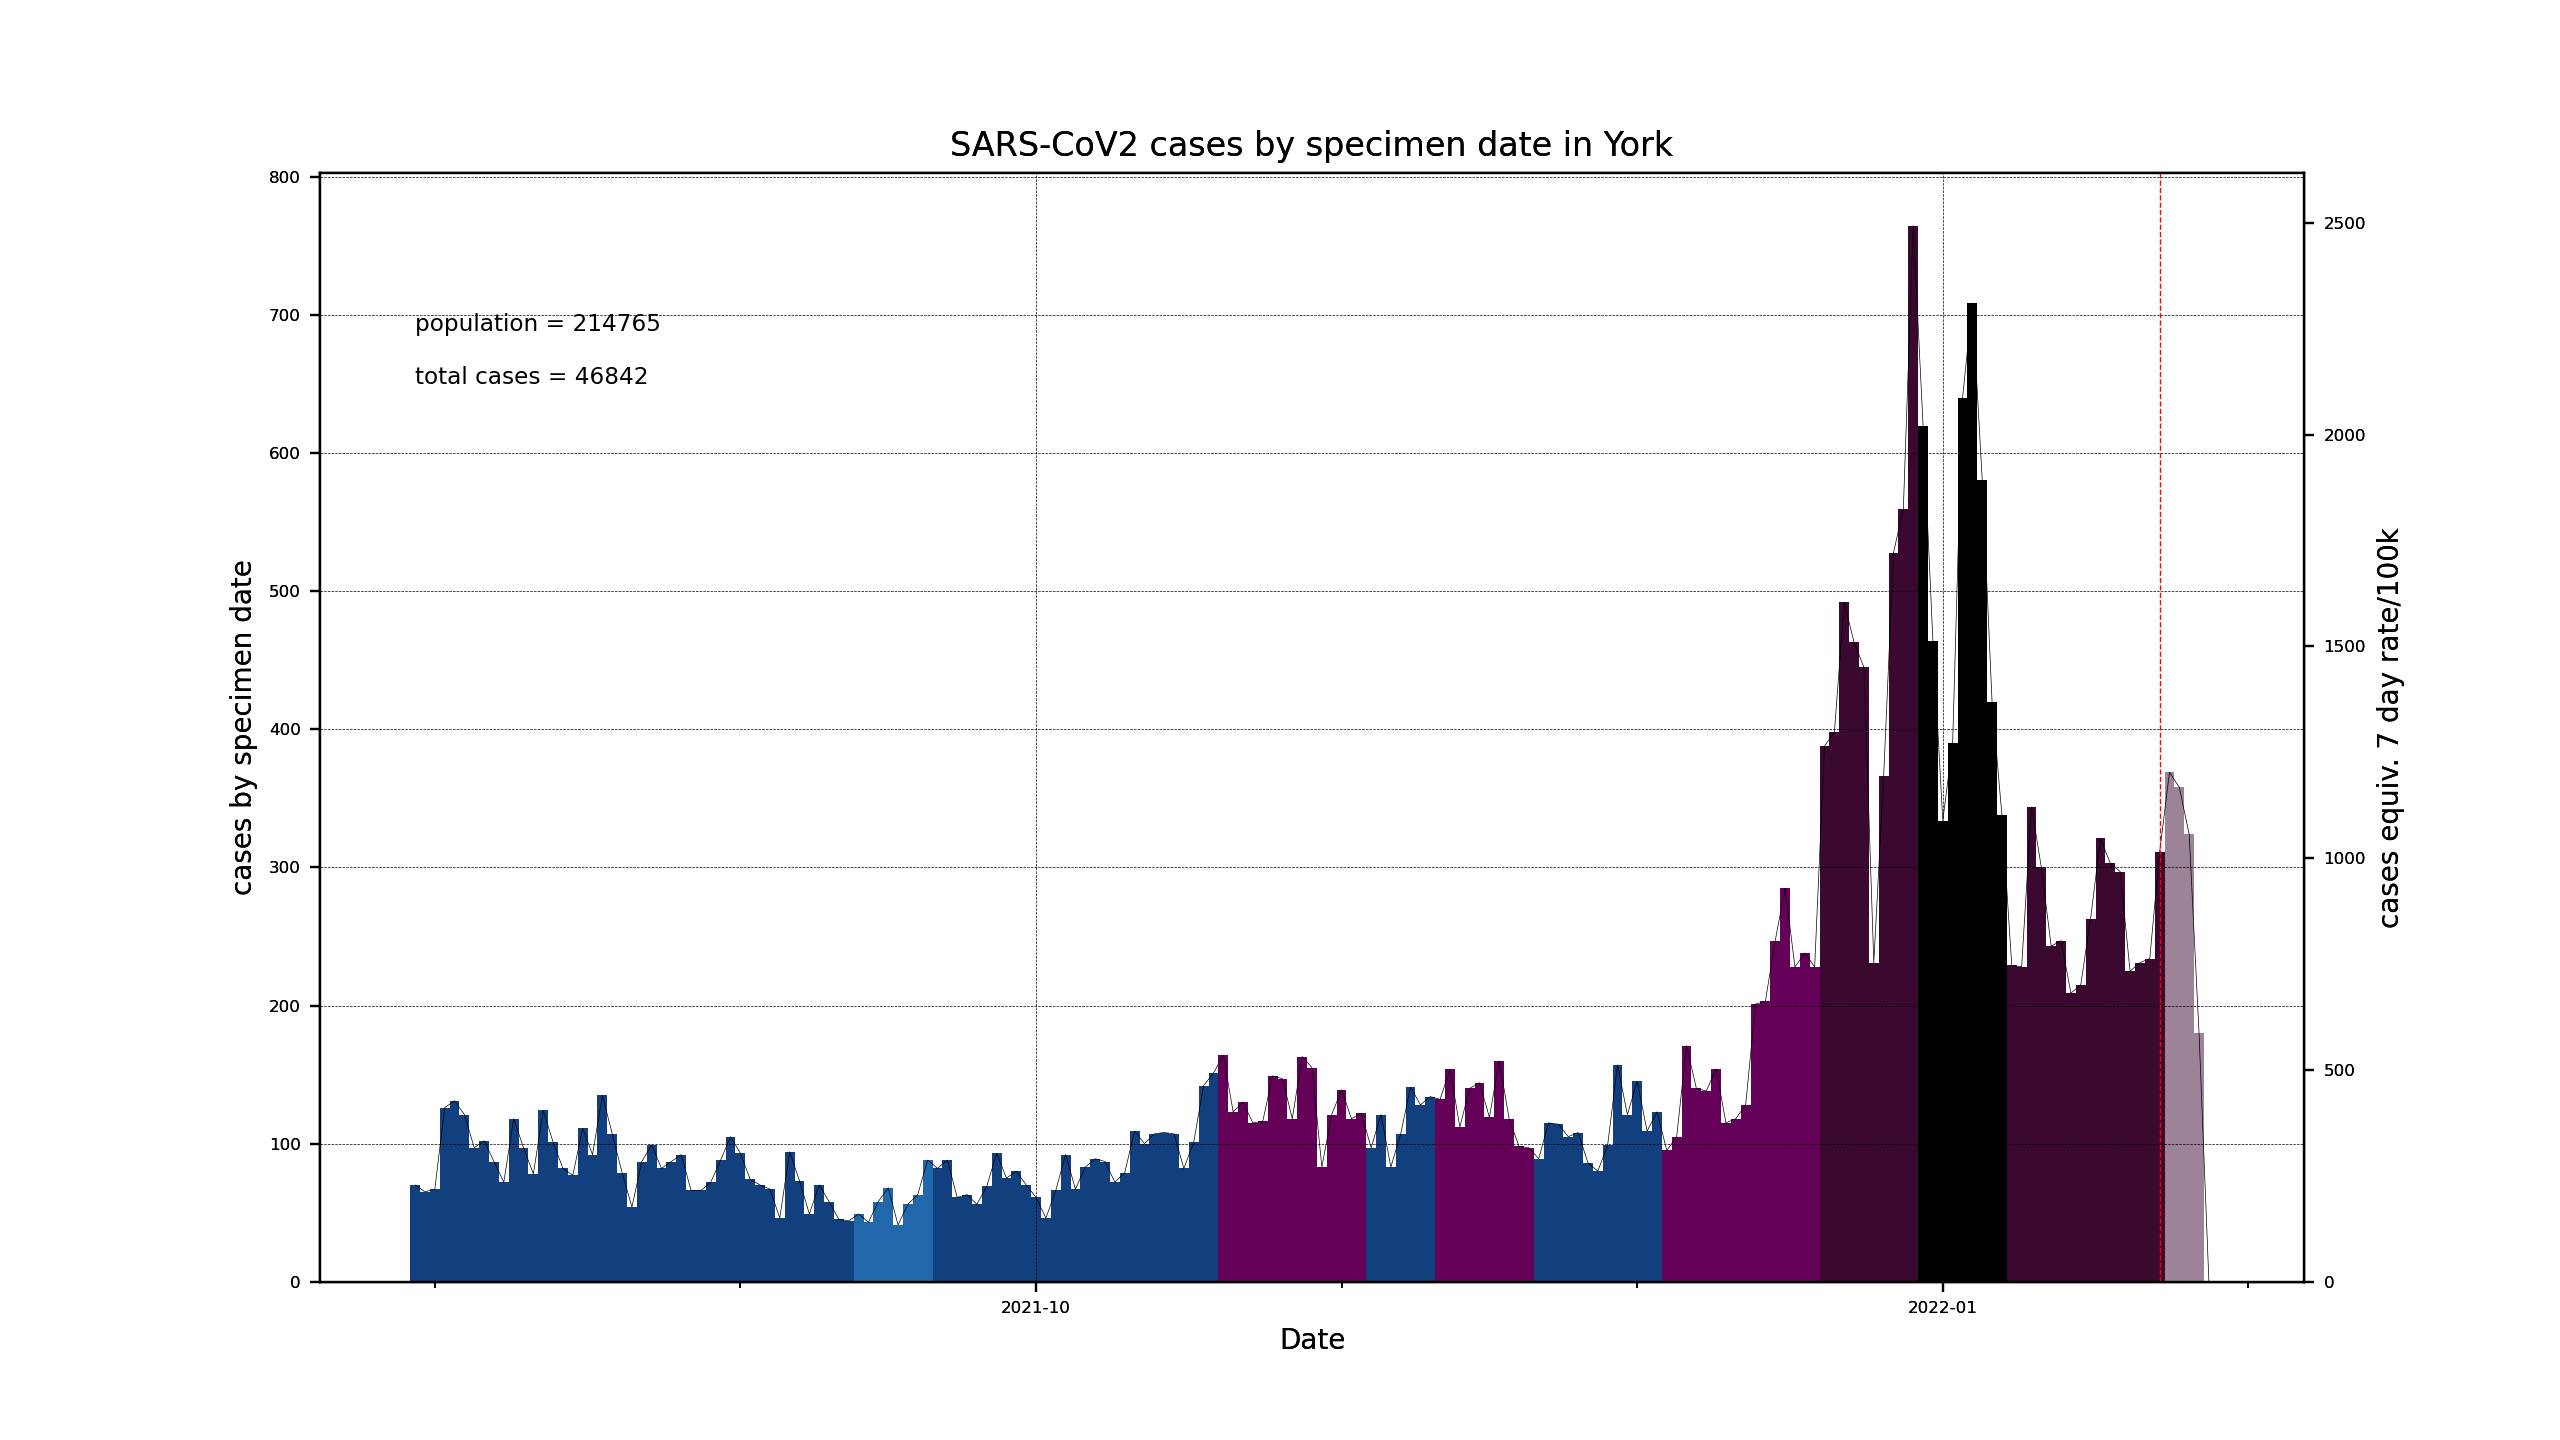 SARS-CoV2 cases by specimen date in York
800
700
600
500
400
300
200
100
0
cases by specimen date
population = 214765
total cases = 46842
2500
2000
1500
1000
500
0
cases equiv. 7 day rate/100k
2021-10
2022-01
Date